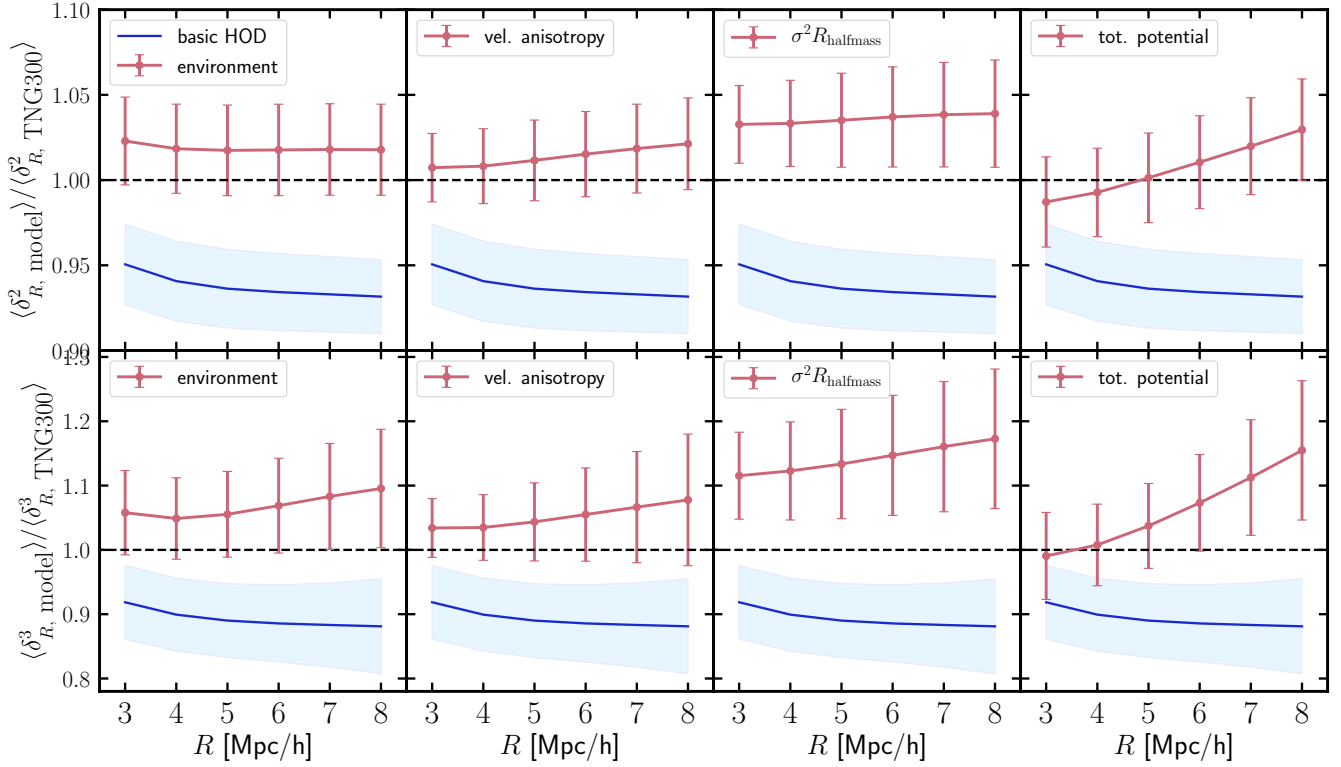 ⟨δ²_R, model⟩/⟨δ²_R, TNG300⟩
1.10
1.05
1.00
0.95
0.90
basic HOD
environment
vel. anisotropy
σ²R_halfmass
tot. potential
⟨δ³_R, model⟩/⟨δ³_R, TNG300⟩
1.3
1.2
1.1
1.0
0.9
0.8
environment
vel. anisotropy
σ²R_halfmass
tot. potential
3 4 5 6 7 8
3 4 5 6 7 8
3 4 5 6 7 8
3 4 5 6 7 8
R [Mpc/h]
R [Mpc/h]
R [Mpc/h]
R [Mpc/h]